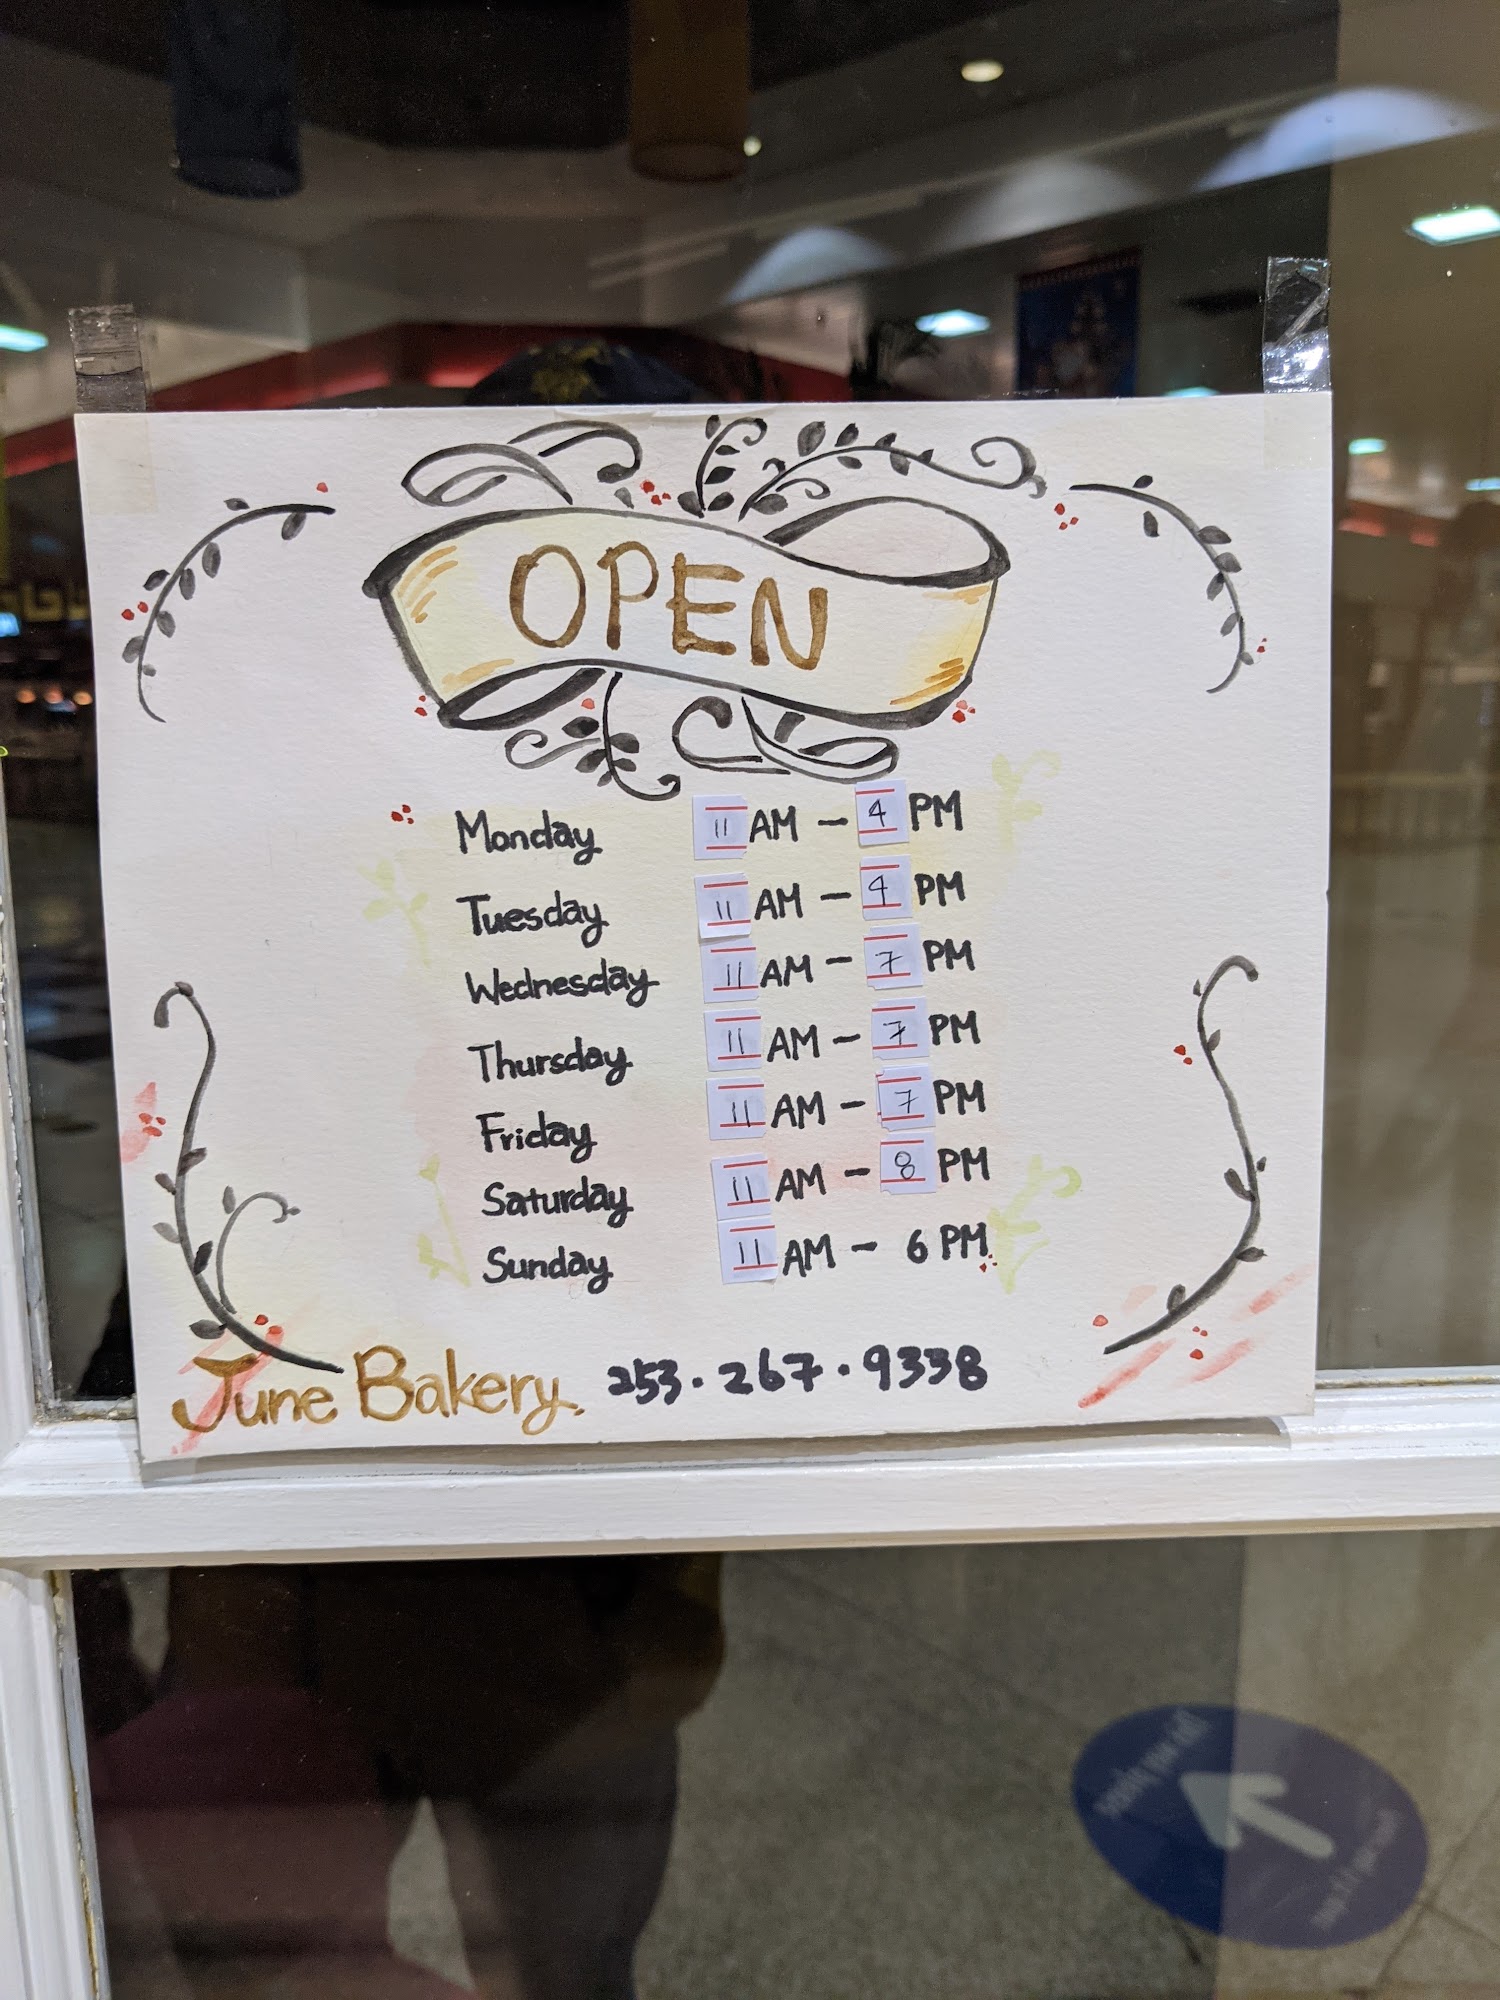 OPEN
Monday 11 AM – 4 PM
Tuesday 11 AM – 4 PM
Wednesday 11 AM – 7 PM
Thursday 11 AM – 7 PM
Friday 11 AM – 7 PM
Saturday 11 AM – 8 PM
Sunday 11 AM – 6 PM
June Bakery. 253.267.9338